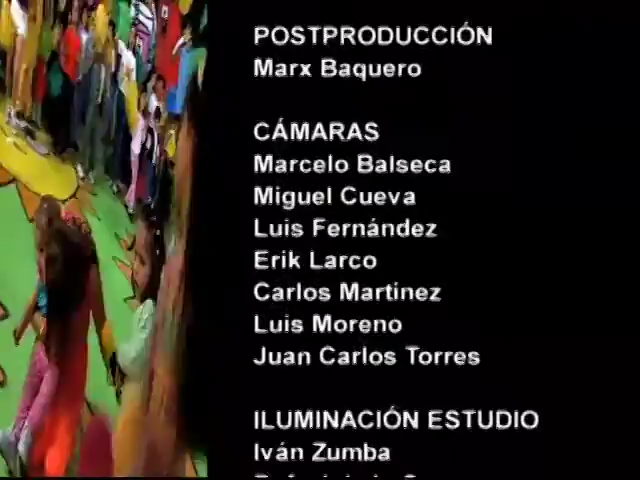 POSTPRODUCCIÓN
Marx Baquero
CÁMARAS
Marcelo Balseca
Miguel Cueva
Luis Fernández
Erik Larco
Carlos Martinez
Luis Moreno
Juan Carlos Torres
ILUMINACIÓN ESTUDIO
Iván Zumba